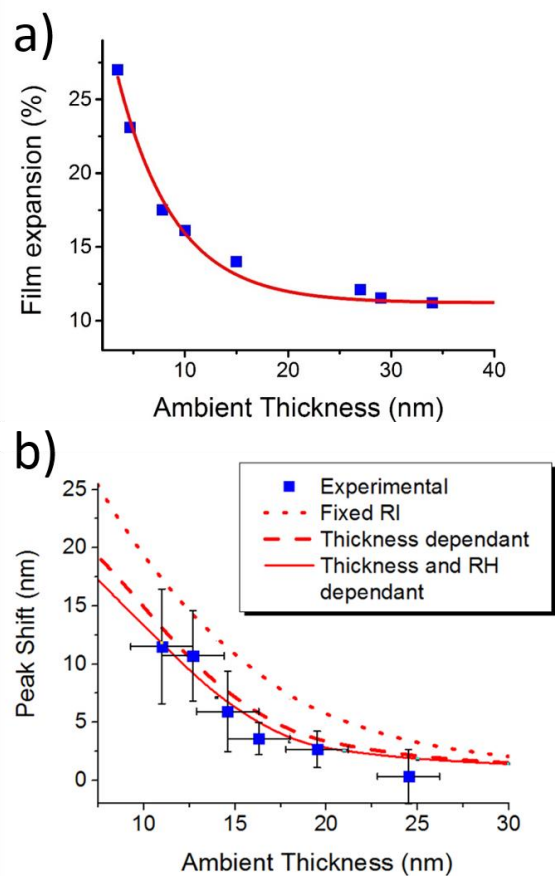 a)
Film expansion (%)
25
20
15
10
10
20
30
40
Ambient Thickness (nm)
b)
Experimental
Fixed RI
Thickness dependant
Thickness and RH
dependant
Peak Shift (nm)
25
20
15
10
5
0
10
15
20
25
30
Ambient Thickness (nm)